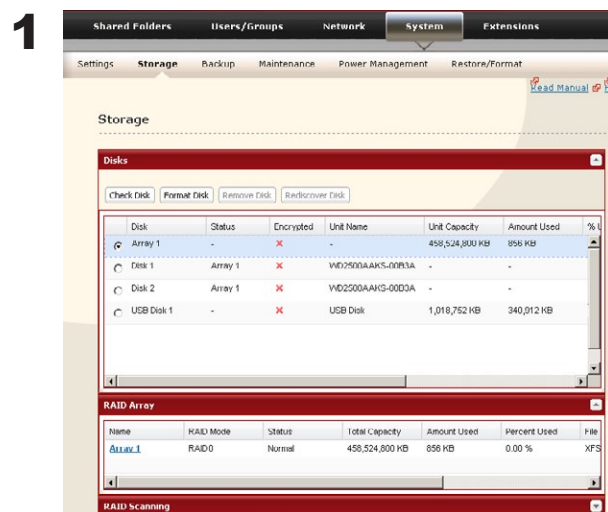 1
Shared Folders Users/Groups Network System Extensions
Settings Storage Backup Maintenance Power Management Restore/Format
Read Manual
Storage
Disks
Check Disk Format Disk Remove Disk Rediscover Disk
Disk Status Encrypted Unit Name Unit Capacity Amount Used %
Array 1 - - 458,524,800 KB 856 KB
Disk 1 Array 1 WD2500AAKS-00B3A - -
Disk 2 Array 1 WD2500AAKS-00B3A - -
USB Disk 1 - USB Disk 1,018,752 KB 340,912 KB
RAID Array
Name RAID Mode Status Total Capacity Amount Used Percent Used File
Array 1 RAID0 Normal 458,524,800 KB 856 KB 0.00 % XFS
RAID Scanning